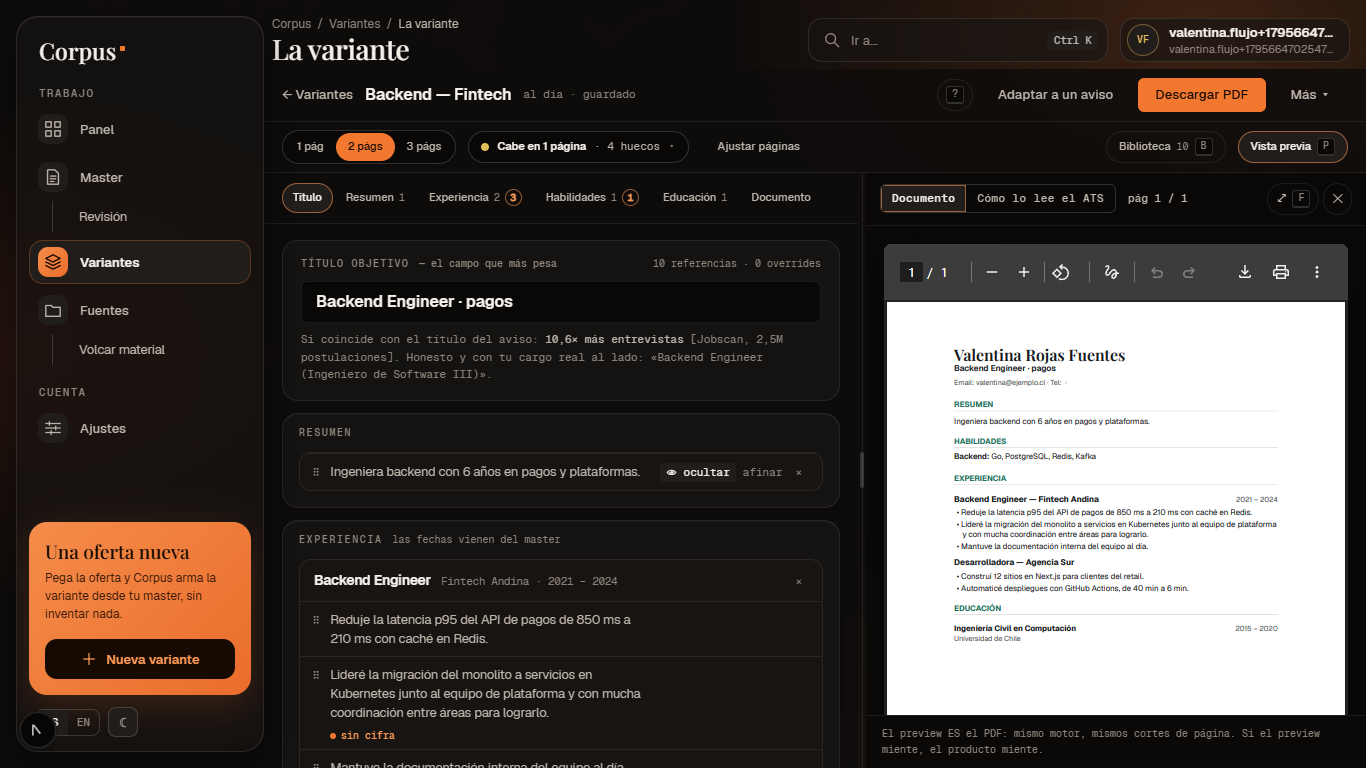 Corpus
TRABAJO
Panel
Master
Revisión
Variantes
Fuentes
Volcar material
CUENTA
Ajustes
Una oferta nueva
Pega la oferta y Corpus arma la
variante desde tu master, sin
inventar nada.
Nueva variante
EN
Corpus / Variantes / La variante
La variante
Ir a…
Ctrl K
VF
valentina.flujo+17956647…
valentina.flujo+1795664702547…
← Variantes
Backend — Fintech
al día · guardado
?
Adaptar a un aviso
Descargar PDF
Más
1 pág
2 págs
3 págs
Cabe en 1 página · 4 huecos
Ajustar páginas
Biblioteca 10 B
Vista previa P
Título
Resumen 1
Experiencia 2 3
Habilidades 1 1
Educación 1
Documento
TÍTULO OBJETIVO — el campo que más pesa
10 referencias · 0 overrides
Backend Engineer · pagos
Si coincide con el título del aviso: 10,6× más entrevistas [Jobscan, 2,5M
postulaciones]. Honesto y con tu cargo real al lado: «Backend Engineer
(Ingeniero de Software III)».
RESUMEN
Ingeniera backend con 6 años en pagos y plataformas.
ocultar
afinar
×
EXPERIENCIA las fechas vienen del master
Backend Engineer Fintech Andina · 2021 – 2024
×
Reduje la latencia p95 del API de pagos de 850 ms a
210 ms con caché en Redis.
Lideré la migración del monolito a servicios en
Kubernetes junto al equipo de plataforma y con mucha
coordinación entre áreas para lograrlo.
sin cifra
Mantuve la documentación interna del equipo al día.
Documento
Cómo lo lee el ATS
pág 1 / 1
F
1 / 1
Valentina Rojas Fuentes
Backend Engineer · pagos
Email: valentina@ejemplo.cl · Tel: ·
RESUMEN
Ingeniera backend con 6 años en pagos y plataformas.
HABILIDADES
Backend: Go, PostgreSQL, Redis, Kafka
EXPERIENCIA
Backend Engineer — Fintech Andina
2021 – 2024
• Reduje la latencia p95 del API de pagos de 850 ms a 210 ms con caché en Redis.
• Lideré la migración del monolito a servicios en Kubernetes junto al equipo de plataforma
y con mucha coordinación entre áreas para lograrlo.
• Mantuve la documentación interna del equipo al día.
Desarrolladora — Agencia Sur
• Construí 12 sitios en Next.js para clientes del retail.
• Automaticé despliegues con GitHub Actions, de 40 min a 6 min.
EDUCACIÓN
Ingeniería Civil en Computación
2015 – 2020
Universidad de Chile
El preview ES el PDF: mismo motor, mismos cortes de página. Si el preview
miente, el producto miente.